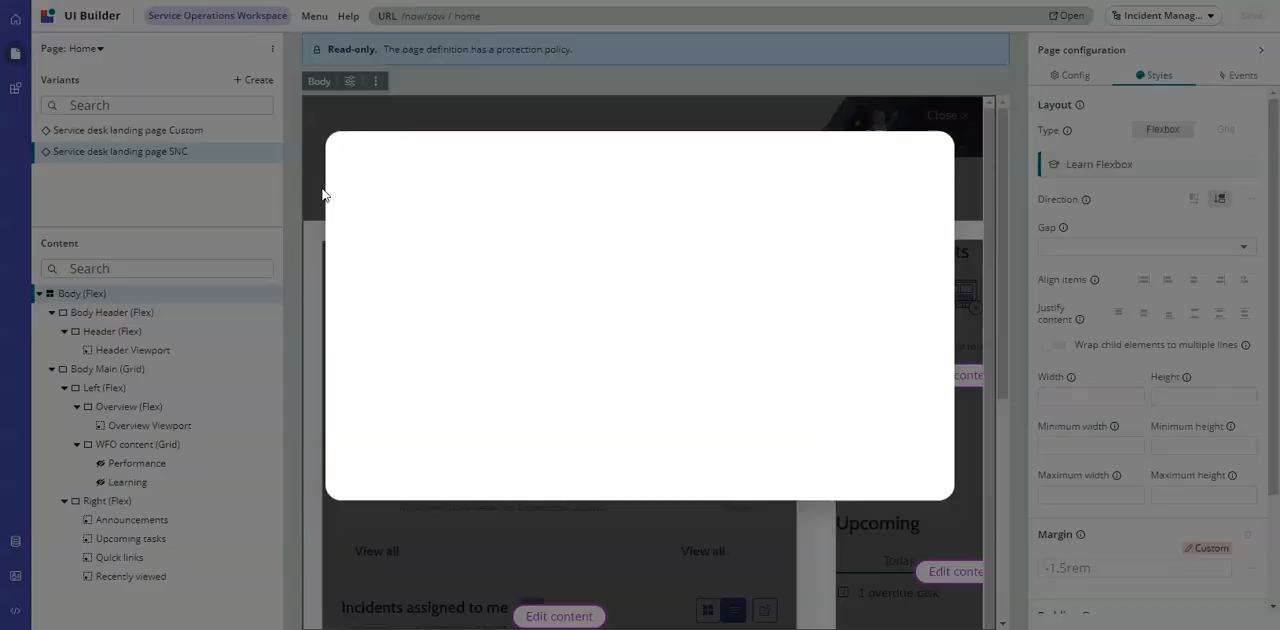 UI Builder
Service Operations Workspace
Menu
Help
URL /now/sow / home
Open
Incident Manag...
Save
Page: Home
Variants
+ Create
Search
Service desk landing page Custom
Service desk landing page SNC
Content
Search
Body (Flex)
Body Header (Flex)
Header (Flex)
Header Viewport
Body Main (Grid)
Left (Flex)
Overview (Flex)
Overview Viewport
WFO content (Grid)
Performance
Learning
Right (Flex)
Announcements
Upcoming tasks
Quick links
Recently viewed
Read-only. The page definition has a protection policy.
Body
Close
ts
conte
View all
View all
Incidents assigned to me
Edit content
Upcoming
Today
Edit conte
1 overdue task
Page configuration
Config
Styles
Events
Layout
Type
Flexbox
Grid
Learn Flexbox
Direction
Gap
Align items
Justify
content
Wrap child elements to multiple lines
Width
Height
Minimum width
Minimum height
Maximum width
Maximum height
Margin
Custom
-1.5rem